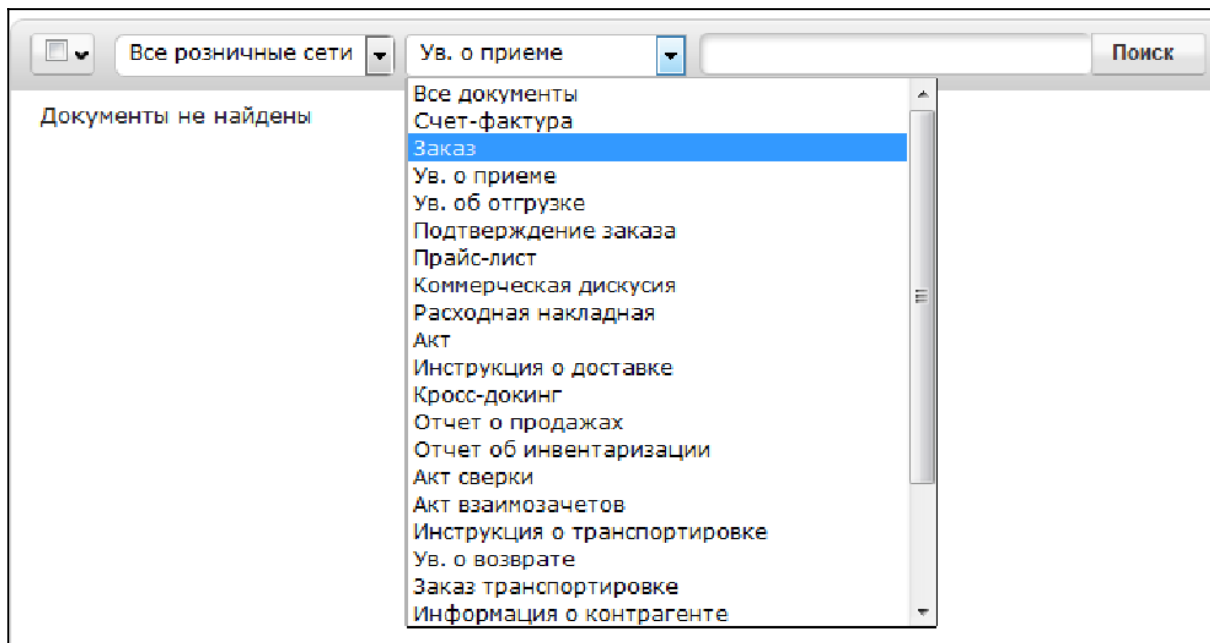 Все розничные сети Ув. о приеме Поиск
Документы не найдены
Все документы
Счет-фактура
Заказ
Ув. о приеме
Ув. об отгрузке
Подтверждение заказа
Прайс-лист
Коммерческая дискусия
Расходная накладная
Акт
Инструкция о доставке
Кросс-докинг
Отчет о продажах
Отчет об инвентаризации
Акт сверки
Акт взаимозачетов
Инструкция о транспортировке
Ув. о возврате
Заказ транспортировке
Информация о контрагенте